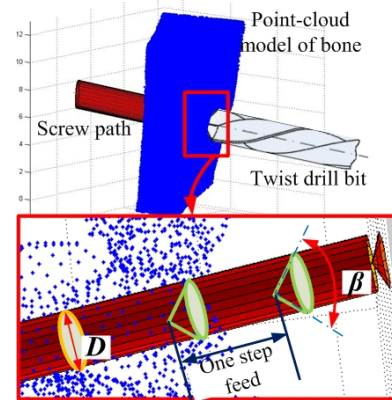 12
10
8
6
4
2
0
Point-cloud
model of bone
Screw path
Twist drill bit
D
One step
feed
β